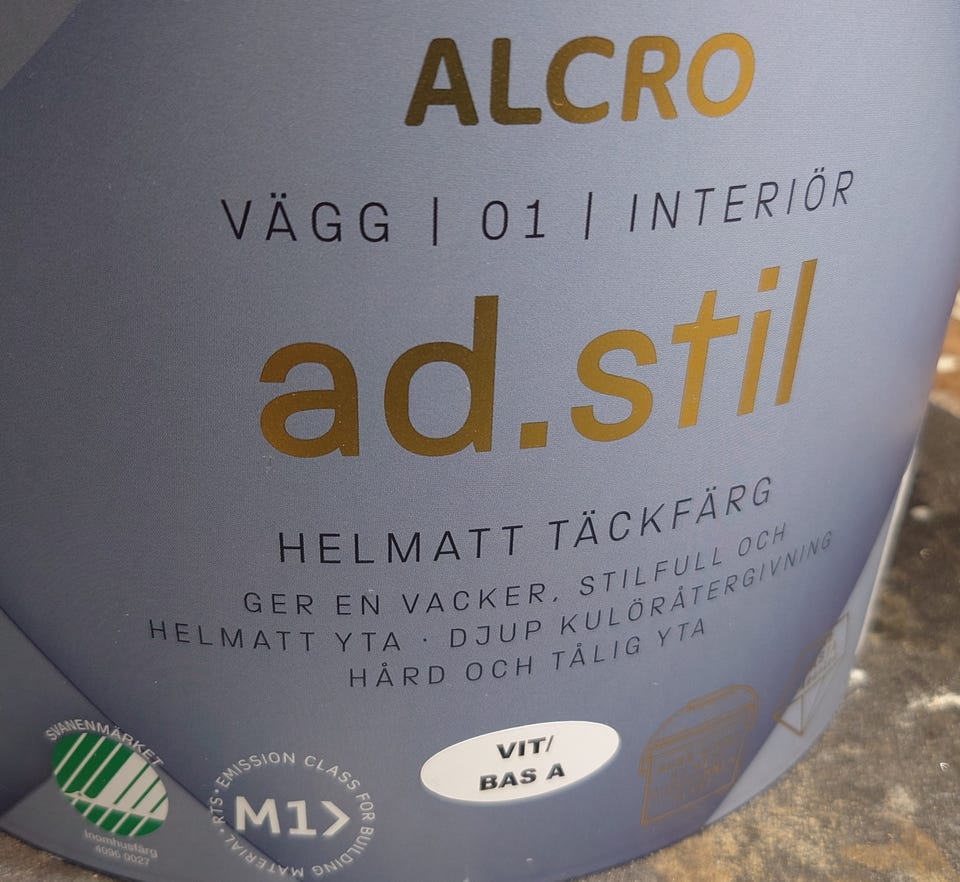 ALCRO
VÄGG | 01 | INTERIÖR
ad.stil
HELMATT TÄCKFÄRG
GER EN VACKER, STILFULL OCH
HELMATT YTA · DJUP KULÖRÅTERGIVNING
HÅRD OCH TÅLIG YTA
VIT/
BAS A
SVANENMÄRKET
Inomhusfärg
4096 0027
M1
RTS • EMISSION CLASS FOR BUILDING MATERIAL •